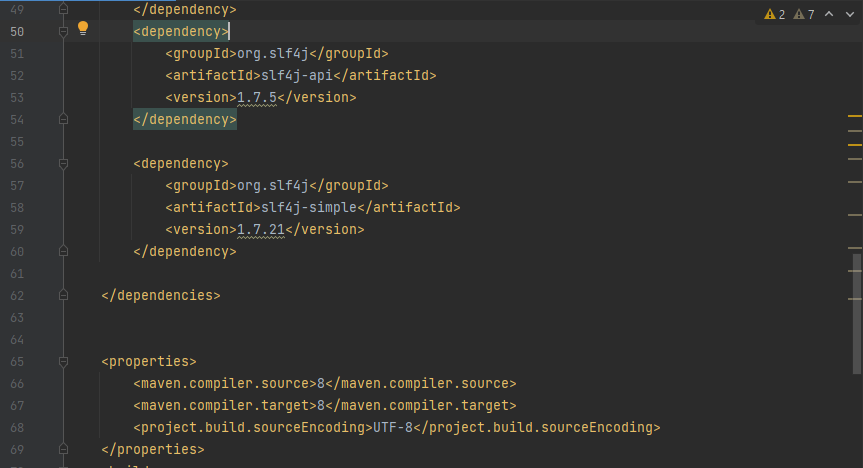 49 </dependency>
⚠ 2 ⚠ 7
50 <dependency>
51 <groupId>org.slf4j</groupId>
52 <artifactId>slf4j-api</artifactId>
53 <version>1.7.5</version>
54 </dependency>
55
56 <dependency>
57 <groupId>org.slf4j</groupId>
58 <artifactId>slf4j-simple</artifactId>
59 <version>1.7.21</version>
60 </dependency>
61
62 </dependencies>
63
64
65 <properties>
66 <maven.compiler.source>8</maven.compiler.source>
67 <maven.compiler.target>8</maven.compiler.target>
68 <project.build.sourceEncoding>UTF-8</project.build.sourceEncoding>
69 </properties>